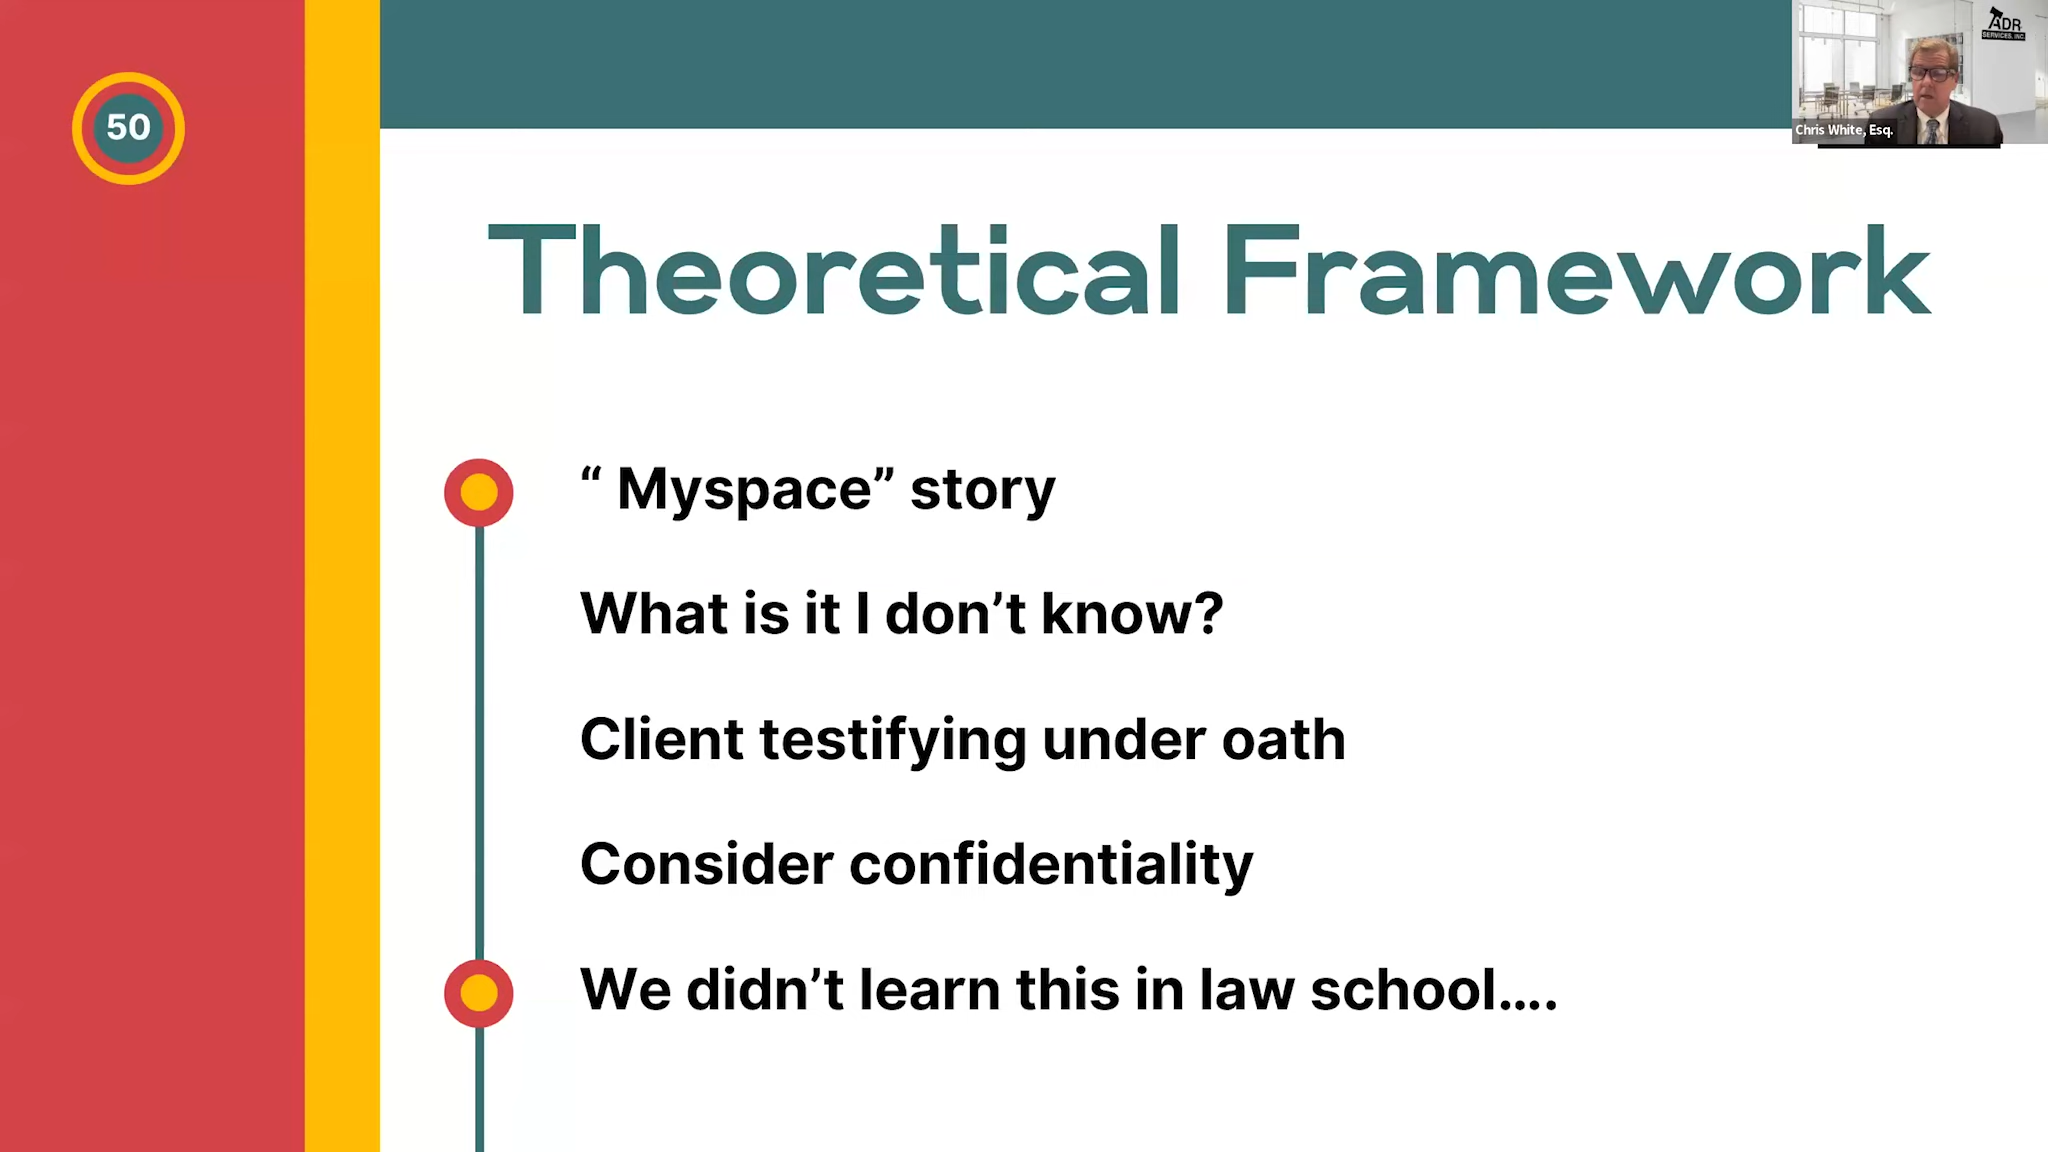 50
ADR
SERVICES, INC.
Chris White, Esq.
Theoretical Framework
“ Myspace” story
What is it I don’t know?
Client testifying under oath
Consider confidentiality
We didn’t learn this in law school....